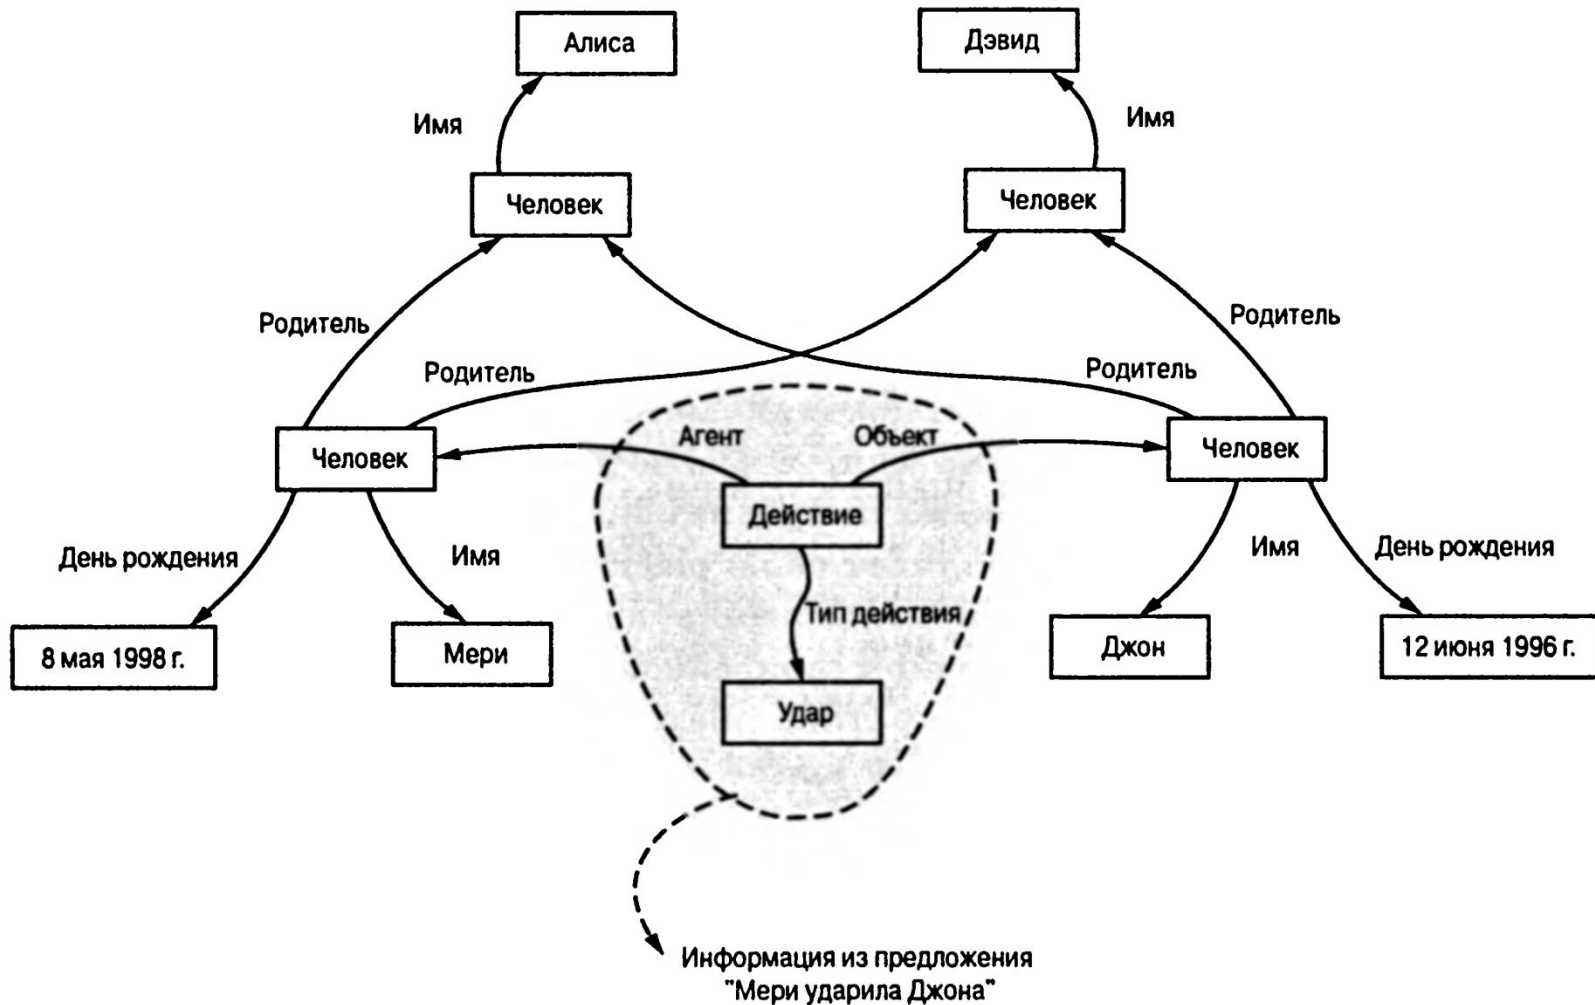 Алиса
Дэвид
Имя
Имя
Человек
Человек
Родитель
Родитель
Родитель
Родитель
Агент
Объект
Человек
Человек
Действие
День рождения
Имя
Имя
День рождения
Тип действия
8 мая 1998 г.
Мери
Джон
12 июня 1996 г.
Удар
Информация из предложения
"Мери ударила Джона"